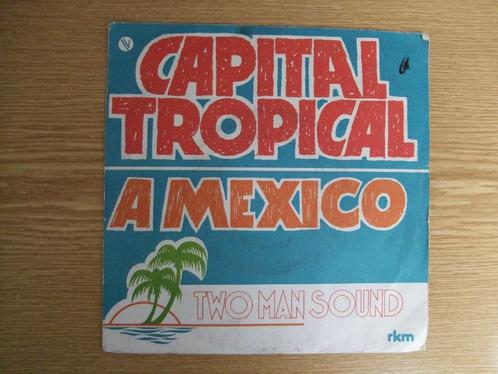 CAPITAL
TROPICAL
A MEXICO
TWO MAN SOUND
rkm